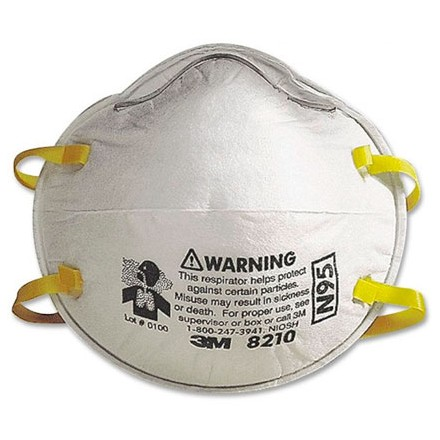 WARNING
This respirator helps protect
against certain particles.
Misuse may result in sickness
or death. For proper use, see
supervisor or box or call 3M
1-800-247-3941. NIOSH
Lot # 0100
3M 8210
N95